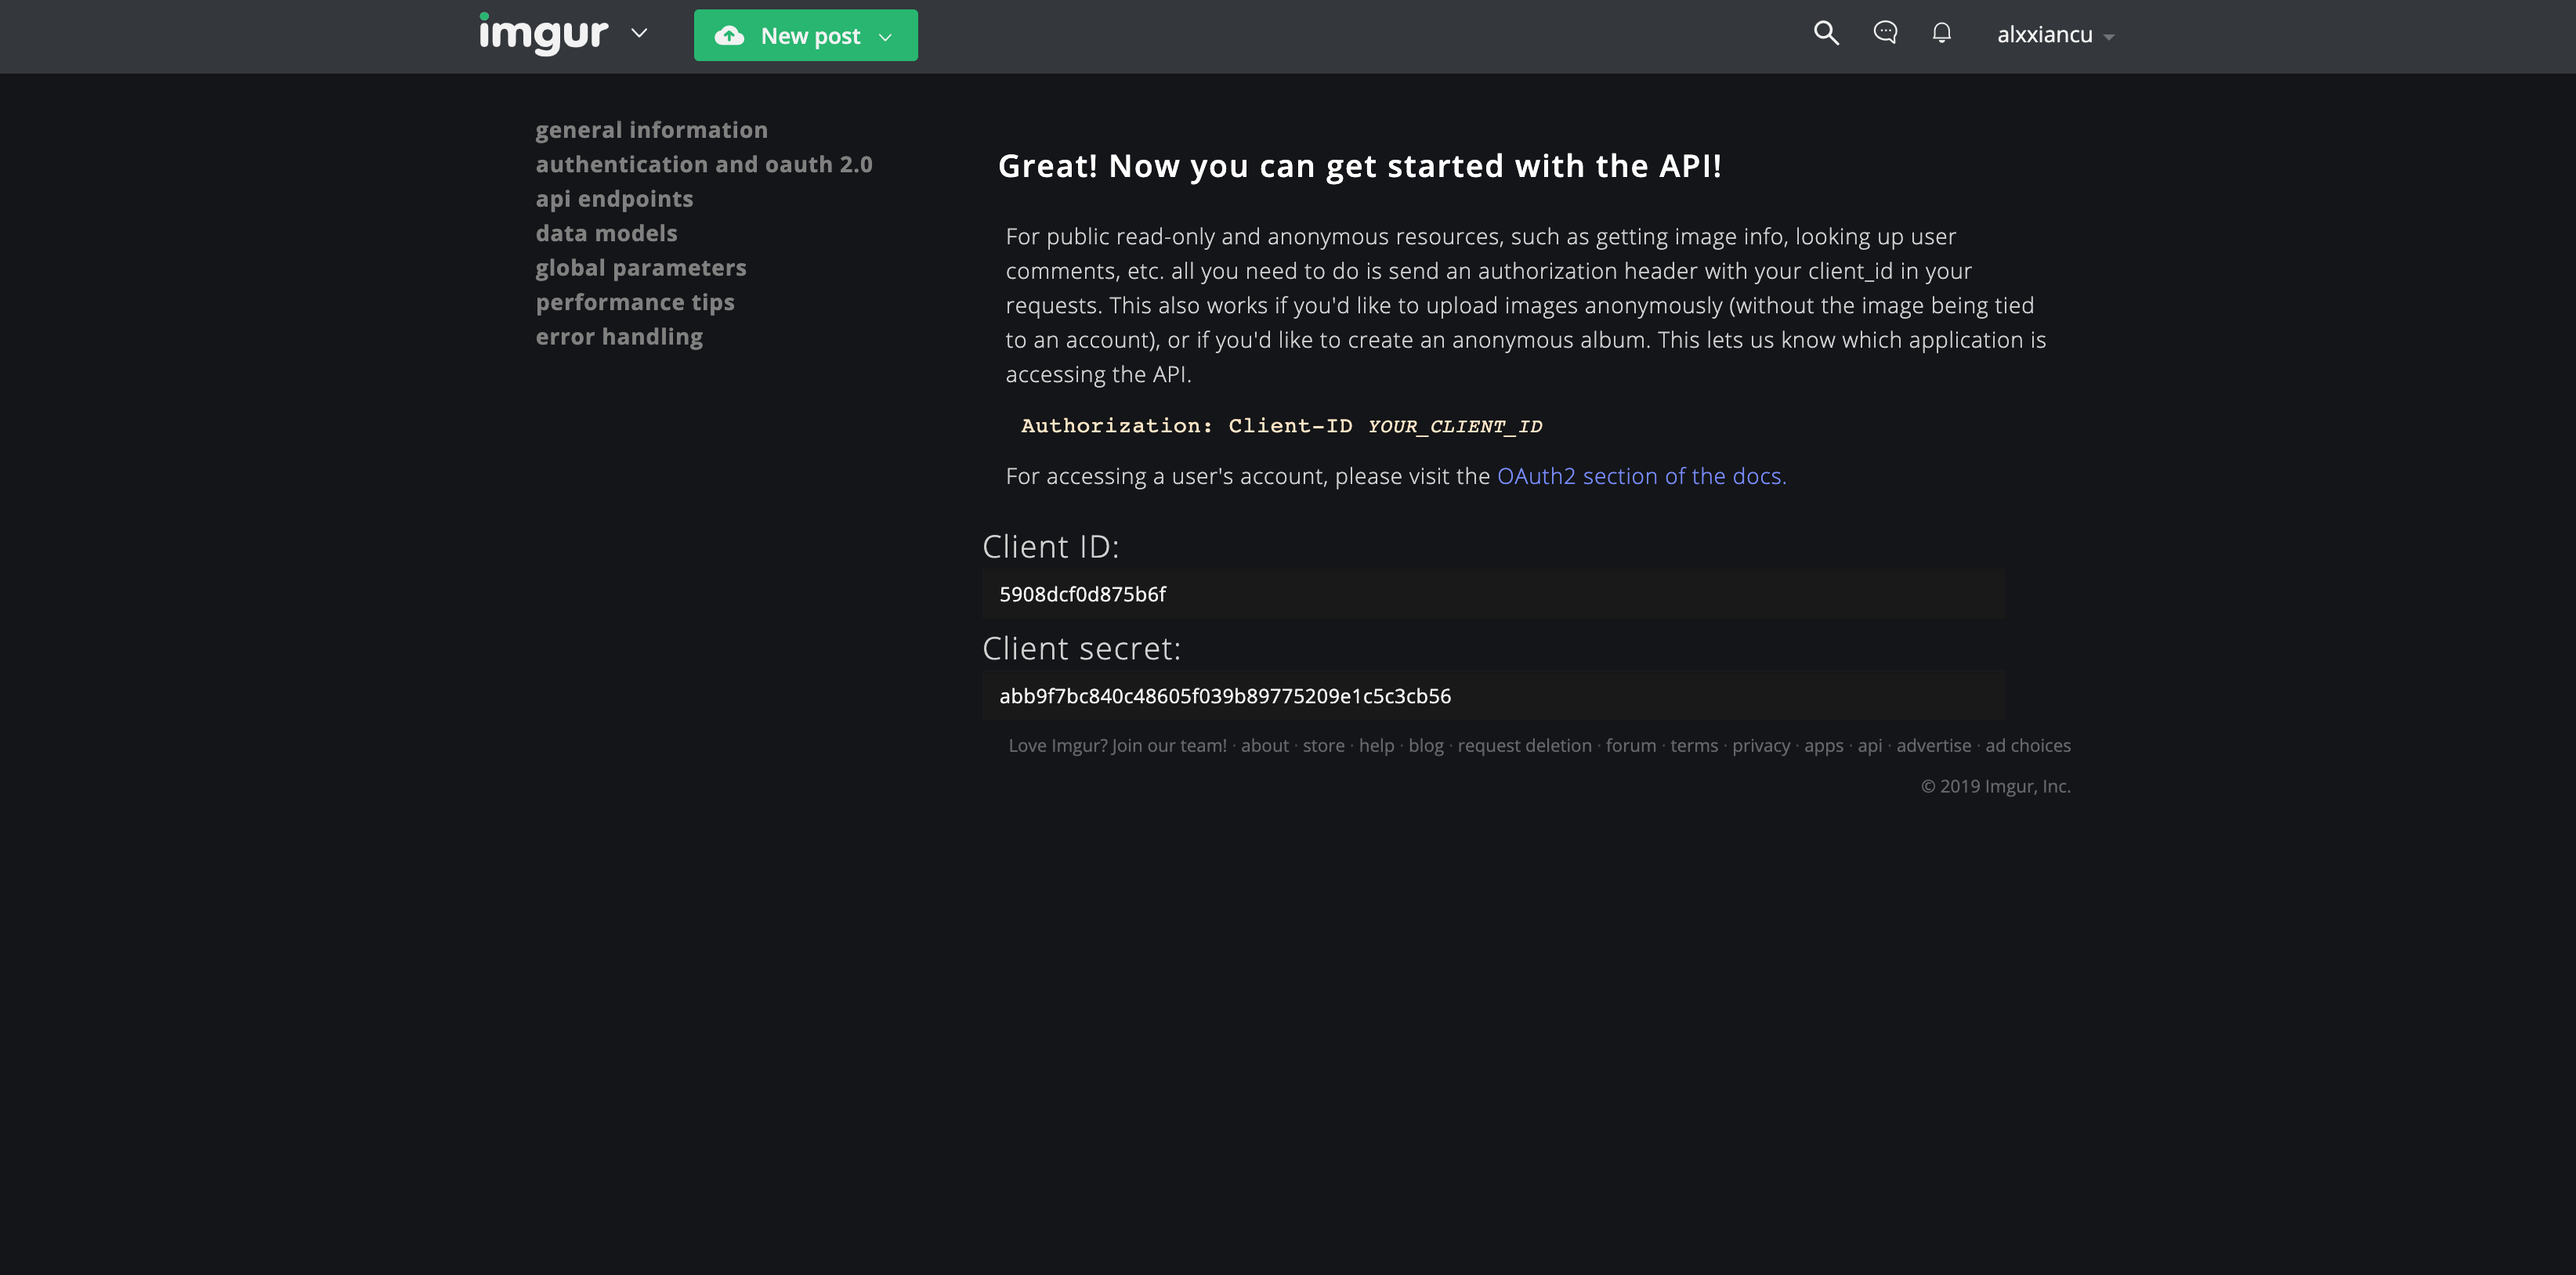 imgur
New post
alxxiancu
general information
authentication and oauth 2.0
api endpoints
data models
global parameters
performance tips
error handling
Great! Now you can get started with the API!
For public read-only and anonymous resources, such as getting image info, looking up user
comments, etc. all you need to do is send an authorization header with your client_id in your
requests. This also works if you'd like to upload images anonymously (without the image being tied
to an account), or if you'd like to create an anonymous album. This lets us know which application is
accessing the API.
Authorization: Client-ID YOUR_CLIENT_ID
For accessing a user's account, please visit the OAuth2 section of the docs.
Client ID:
5908dcf0d875b6f
Client secret:
abb9f7bc840c48605f039b89775209e1c5c3cb56
Love Imgur? Join our team! · about · store · help · blog · request deletion · forum · terms · privacy · apps · api · advertise · ad choices
© 2019 Imgur, Inc.